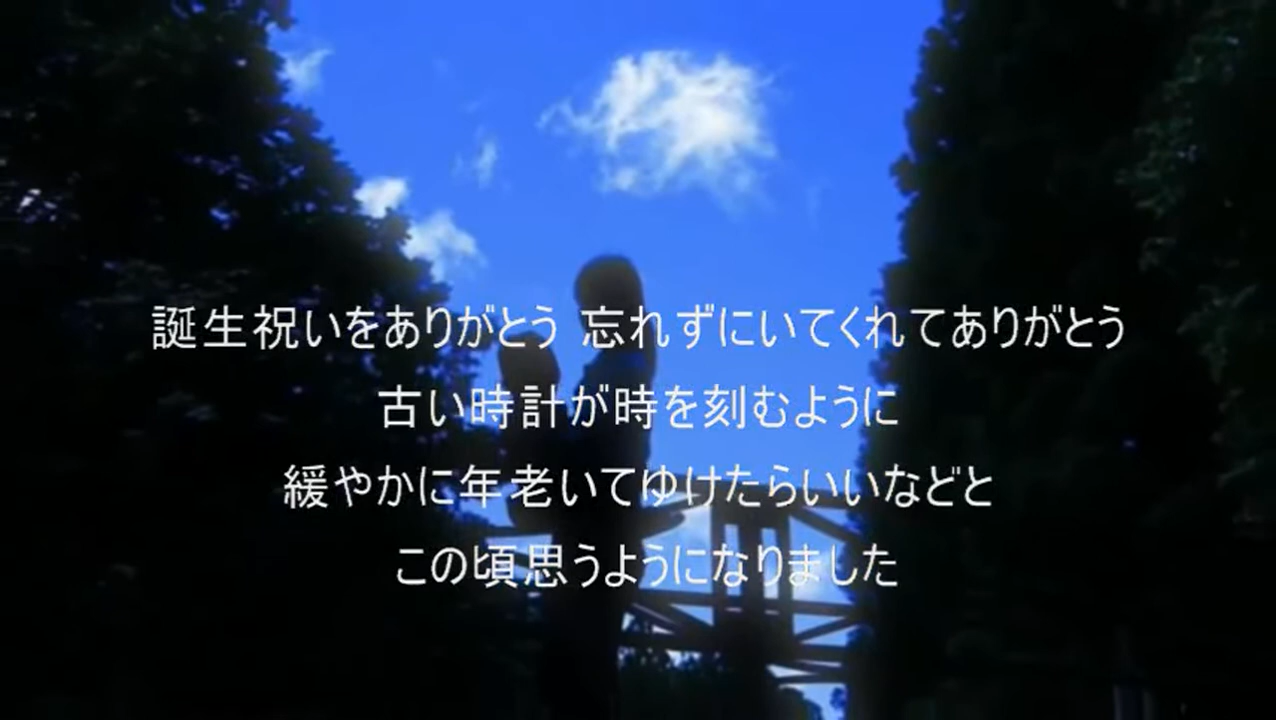 誕生祝いをありがとう 忘れずにいてくれてありがとう
古い時計が時を刻むように
緩やかに年老いてゆけたらいいなどと
この頃思うようになりました